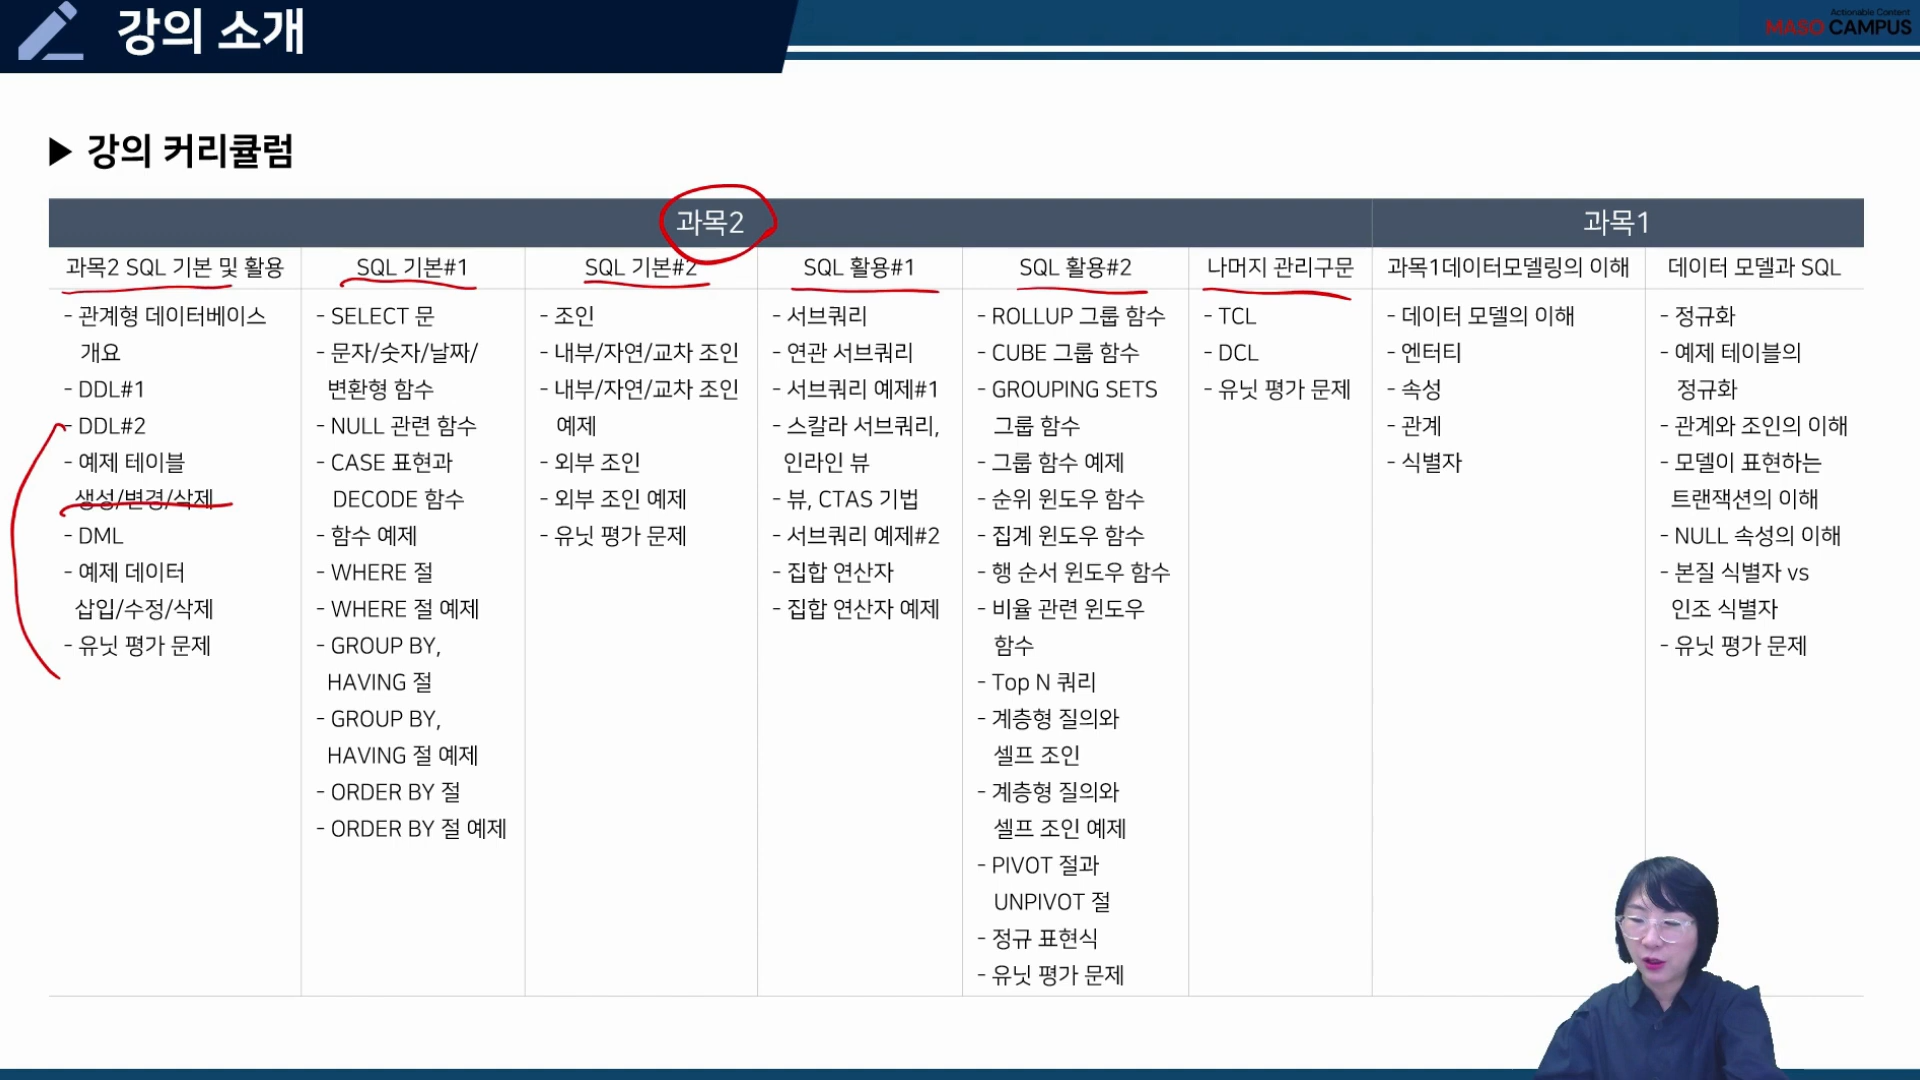 강의 소개
Actionable Content
MASO CAMPUS
▶ 강의 커리큘럼
과목2
과목1
과목2 SQL 기본 및 활용
- 관계형 데이터베이스
개요
- DDL#1
- DDL#2
- 예제 테이블
생성/변경/삭제
- DML
- 예제 데이터
삽입/수정/삭제
- 유닛 평가 문제
SQL 기본#1
- SELECT 문
- 문자/숫자/날짜/
변환형 함수
- NULL 관련 함수
- CASE 표현과
DECODE 함수
- 함수 예제
- WHERE 절
- WHERE 절 예제
- GROUP BY,
HAVING 절
- GROUP BY,
HAVING 절 예제
- ORDER BY 절
- ORDER BY 절 예제
SQL 기본#2
- 조인
- 내부/자연/교차 조인
- 내부/자연/교차 조인
예제
- 외부 조인
- 외부 조인 예제
- 유닛 평가 문제
SQL 활용#1
- 서브쿼리
- 연관 서브쿼리
- 서브쿼리 예제#1
- 스칼라 서브쿼리,
인라인 뷰
- 뷰, CTAS 기법
- 서브쿼리 예제#2
- 집합 연산자
- 집합 연산자 예제
SQL 활용#2
- ROLLUP 그룹 함수
- CUBE 그룹 함수
- GROUPING SETS
그룹 함수
- 그룹 함수 예제
- 순위 윈도우 함수
- 집계 윈도우 함수
- 행 순서 윈도우 함수
- 비율 관련 윈도우
함수
- Top N 쿼리
- 계층형 질의와
셀프 조인
- 계층형 질의와
셀프 조인 예제
- PIVOT 절과
UNPIVOT 절
- 정규 표현식
- 유닛 평가 문제
나머지 관리구문
- TCL
- DCL
- 유닛 평가 문제
과목1데이터모델링의 이해
- 데이터 모델의 이해
- 엔터티
- 속성
- 관계
- 식별자
데이터 모델과 SQL
- 정규화
- 예제 테이블의
정규화
- 관계와 조인의 이해
- 모델이 표현하는
트랜잭션의 이해
- NULL 속성의 이해
- 본질 식별자 vs
인조 식별자
- 유닛 평가 문제